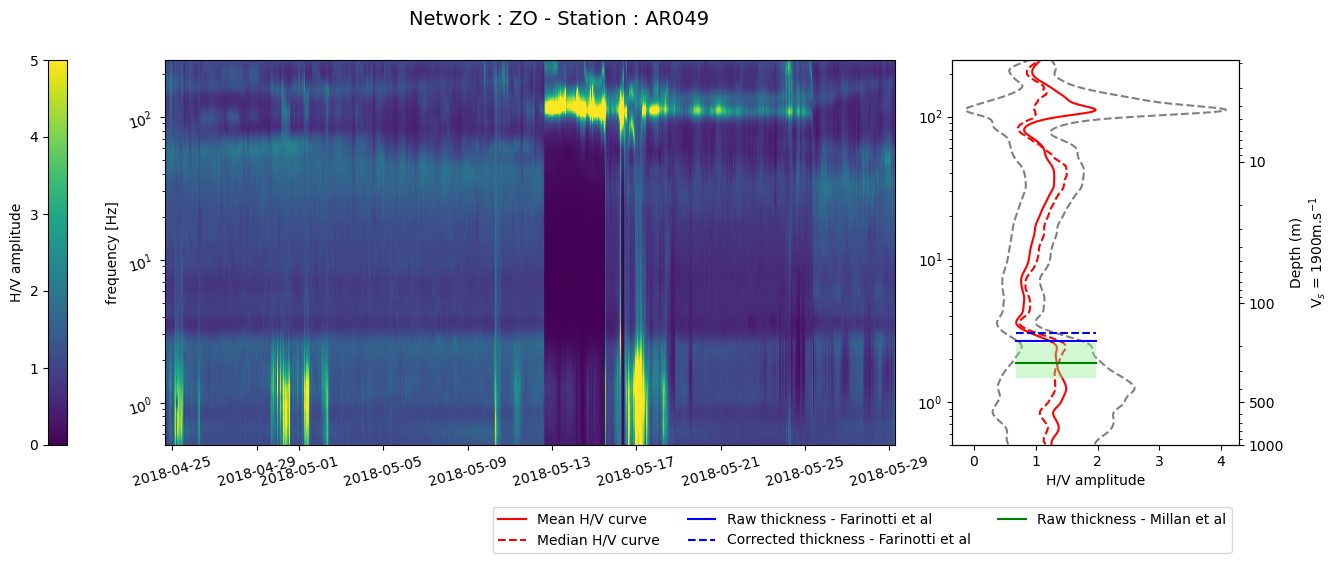 Network : ZO - Station : AR049
5
4
3
2
1
0
H/V amplitude
10²
10¹
10⁰
frequency [Hz]
2018-04-25
2018-04-29
2018-05-01
2018-05-05
2018-05-09
2018-05-13
2018-05-17
2018-05-21
2018-05-25
2018-05-29
10²
10¹
10⁰
0 1 2 3 4
H/V amplitude
10
100
500
1000
Depth (m)
Vₛ = 1900m.s⁻¹
Mean H/V curve
Median H/V curve
Raw thickness - Farinotti et al
Corrected thickness - Farinotti et al
Raw thickness - Millan et al